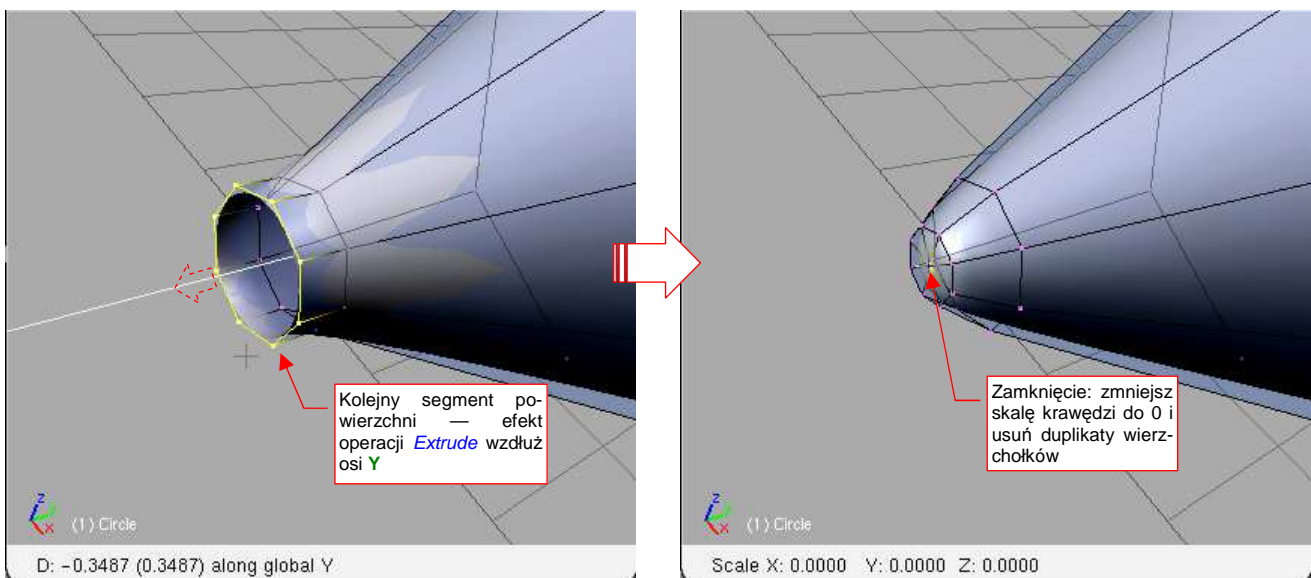 Kolejny segment po-
wierzchni — efekt
operacji Extrude wzdłuż
osi Y
z
x
(1) Circle
D: -0.3487 (0.3487) along global Y
Zamknięcie: zmniejsz
skalę krawędzi do 0 i
usuń duplikaty wierz-
chołków
z
x
(1) Circle
Scale X: 0.0000 Y: 0.0000 Z: 0.0000